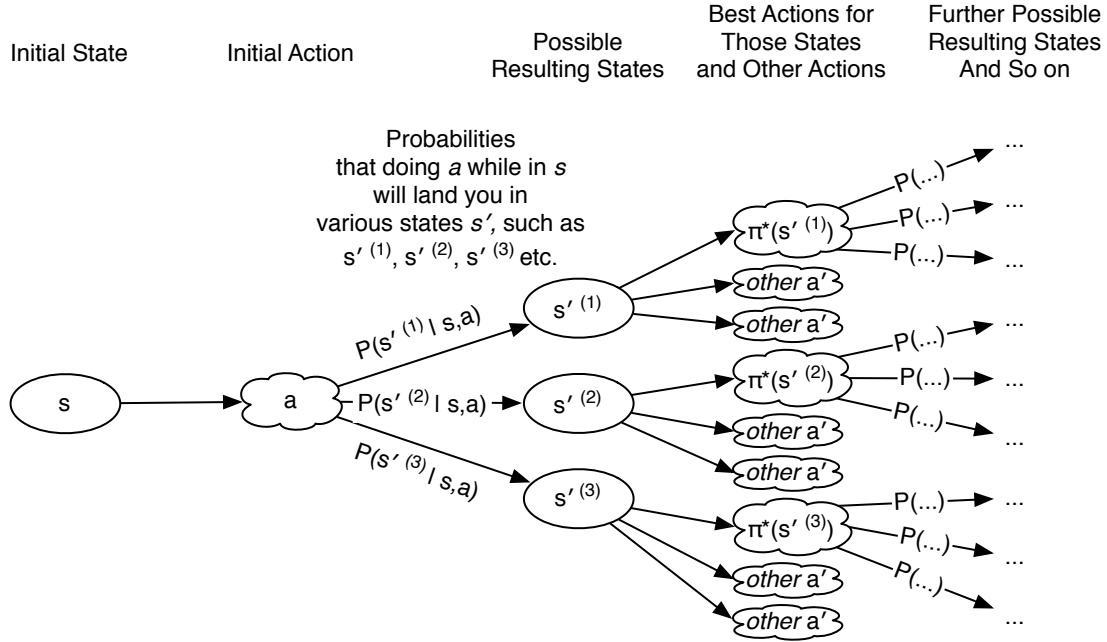 Initial State
Initial Action
Possible
Resulting States
Best Actions for
Those States
and Other Actions
Further Possible
Resulting States
And So on
Probabilities
that doing a while in s
will land you in
various states s′, such as
s′ (1), s′ (2), s′ (3) etc.
s
a
P(s′ (1) | s,a)
P(s′ (2) | s,a)
P(s′ (3) | s,a)
s′ (1)
s′ (2)
s′ (3)
π*(s′ (1))
other a′
other a′
π*(s′ (2))
other a′
other a′
π*(s′ (3))
other a′
other a′
P(...) ...
P(...) ...
P(...) ...
P(...) ...
P(...) ...
P(...) ...
P(...) ...
P(...) ...
P(...) ...